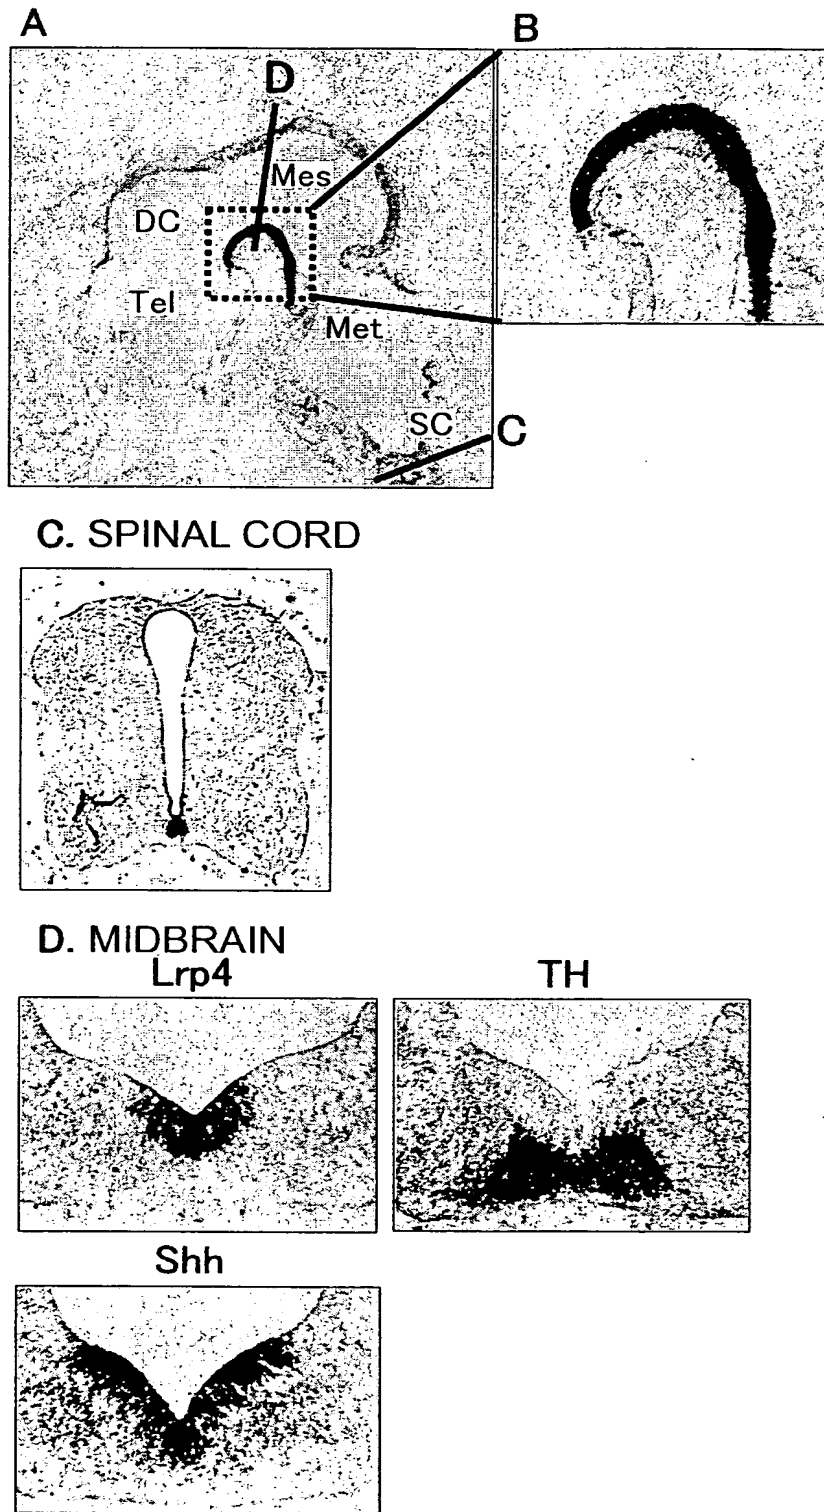 A
B
D
Mes
DC
Tel
Met
SC
C
C. SPINAL CORD
D. MIDBRAIN
Lrp4
TH
Shh